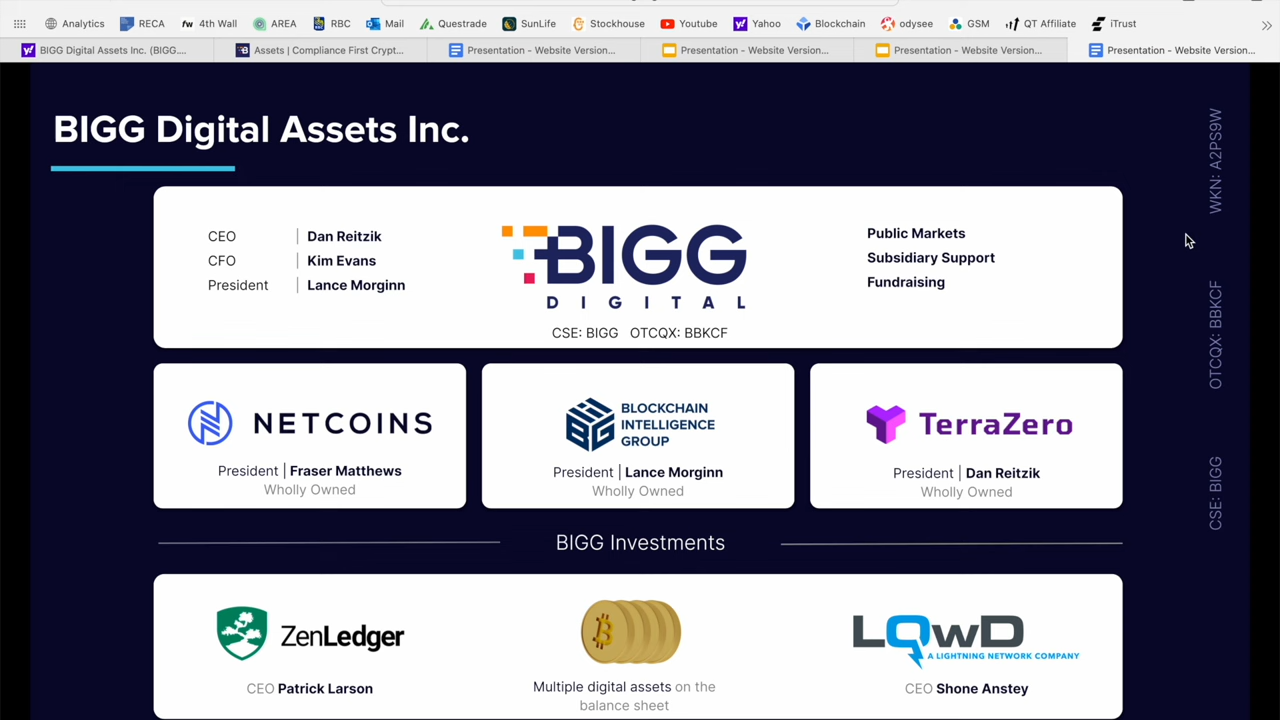 Analytics RECA fw 4th Wall AREA RBC Mail Questrade SunLife Stockhouse Youtube Yahoo Blockchain odysee GSM QT Affiliate iTrust
BIGG Digital Assets Inc. (BIGG.... Assets | Compliance First Crypt... Presentation - Website Version... Presentation - Website Version... Presentation - Website Version... Presentation - Website Version...
BIGG Digital Assets Inc.
CEO | Dan Reitzik
CFO | Kim Evans
President | Lance Morginn
BIGG
DIGITAL
CSE: BIGG OTCQX: BBKCF
Public Markets
Subsidiary Support
Fundraising
NETCOINS
President | Fraser Matthews
Wholly Owned
BIG
BLOCKCHAIN
INTELLIGENCE
GROUP
President | Lance Morginn
Wholly Owned
TerraZero
President | Dan Reitzik
Wholly Owned
BIGG Investments
ZenLedger
CEO Patrick Larson
Multiple digital assets on the
balance sheet
LQwD
A LIGHTNING NETWORK COMPANY
CEO Shone Anstey
WKN: A2PS9W
OTCQX: BBKCF
CSE: BIGG